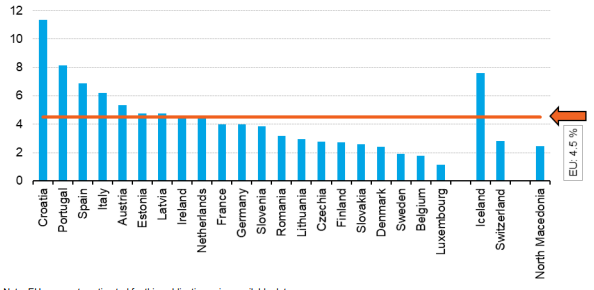 12
10
8
6
4
2
0
EU: 4.5 %
Croatia
Portugal
Spain
Italy
Austria
Estonia
Latvia
Ireland
Netherlands
France
Germany
Slovenia
Romania
Lithuania
Czechia
Finland
Slovakia
Denmark
Sweden
Belgium
Luxembourg
Iceland
Switzerland
North Macedonia